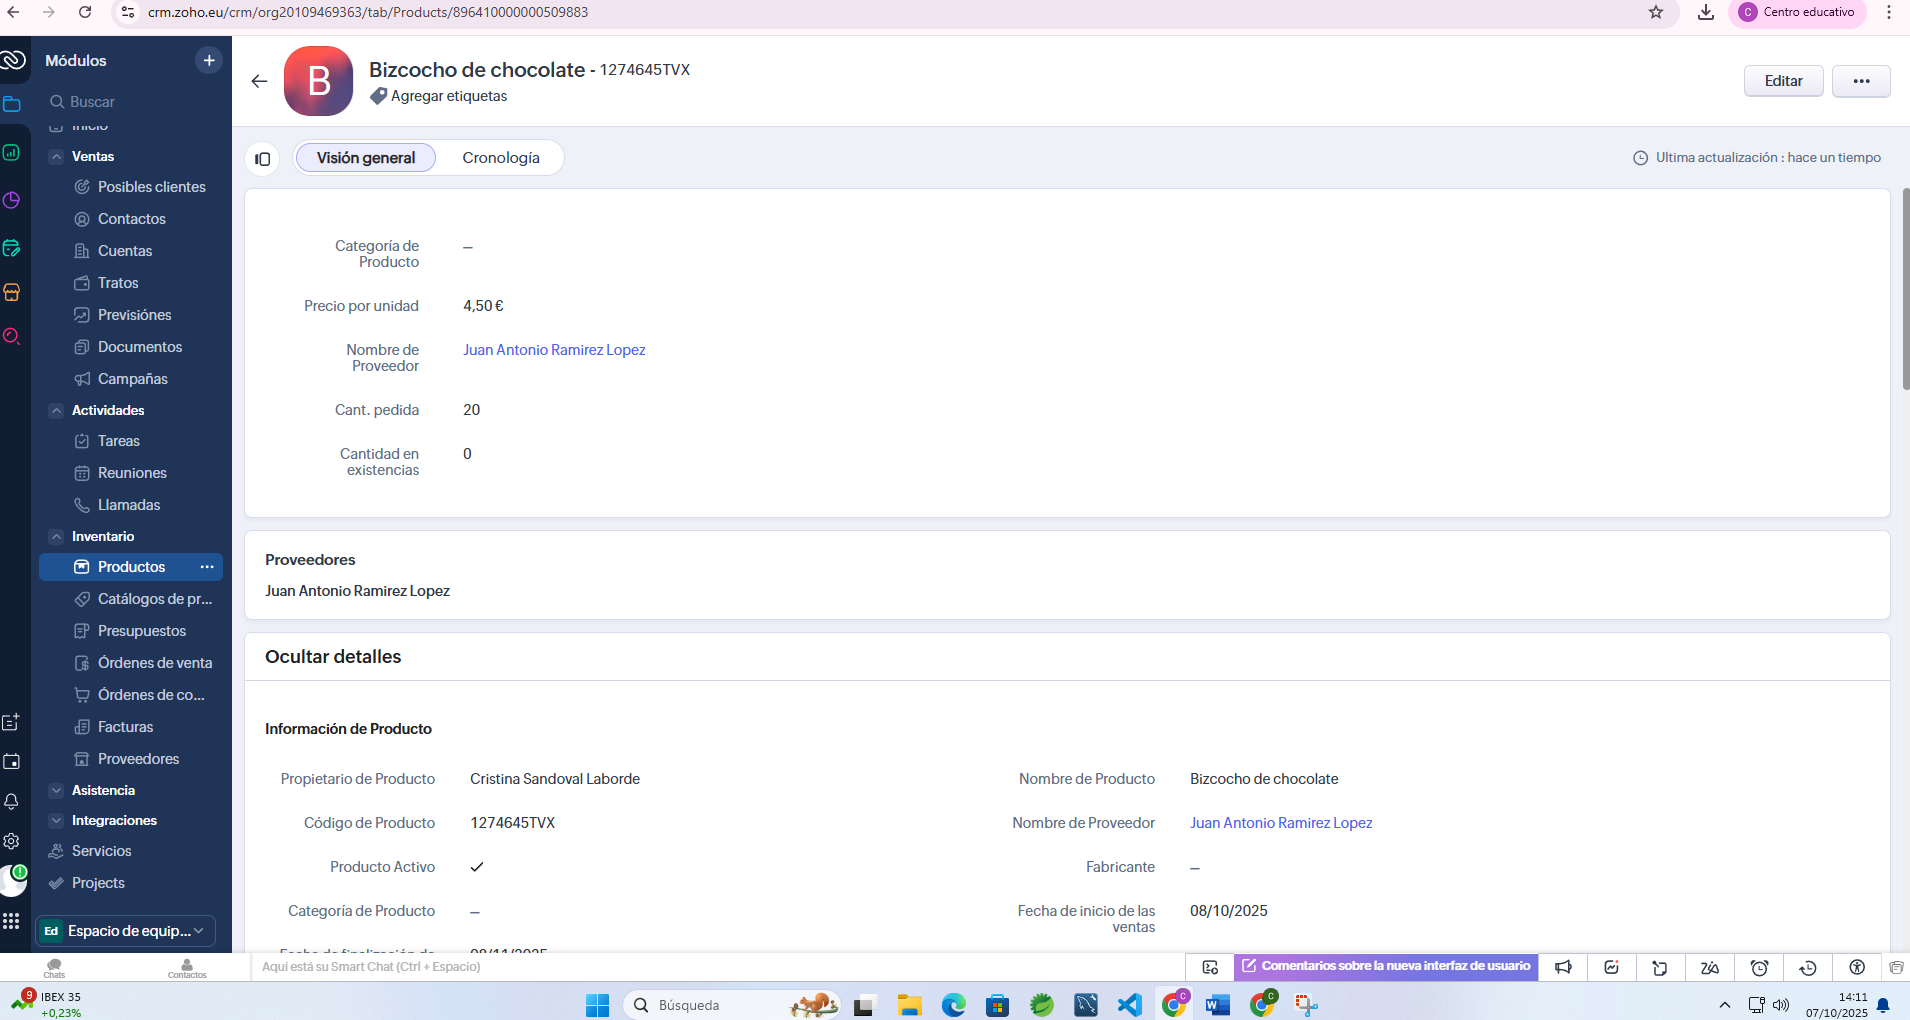 crm.zoho.eu/crm/org20109469363/tab/Products/896410000000509883
C
Centro educativo
Módulos
+
Buscar
Inicio
Ventas
Posibles clientes
Contactos
Cuentas
Tratos
Previsiónes
Documentos
Campañas
Actividades
Tareas
Reuniones
Llamadas
Inventario
Productos
Catálogos de pr...
Presupuestos
Órdenes de venta
Órdenes de co...
Facturas
Proveedores
Asistencia
Integraciones
Servicios
Projects
Ed Espacio de equip...
B
Bizcocho de chocolate - 1274645TVX
Agregar etiquetas
Editar
Visión general
Cronología
Ultima actualización : hace un tiempo
Categoría de
Producto
—
Precio por unidad
4,50 €
Nombre de
Proveedor
Juan Antonio Ramirez Lopez
Cant. pedida
20
Cantidad en
existencias
0
Proveedores
Juan Antonio Ramirez Lopez
Ocultar detalles
Información de Producto
Propietario de Producto
Cristina Sandoval Laborde
Nombre de Producto
Bizcocho de chocolate
Código de Producto
1274645TVX
Nombre de Proveedor
Juan Antonio Ramirez Lopez
Producto Activo
Fabricante
—
Categoría de Producto
—
Fecha de inicio de las
ventas
08/10/2025
Fecha de finalización de
08/11/2025
Chats
Contactos
Aquí está su Smart Chat (Ctrl + Espacio)
Comentarios sobre la nueva interfaz de usuario
9
IBEX 35
+0,23%
Búsqueda
C
C
14:11
07/10/2025